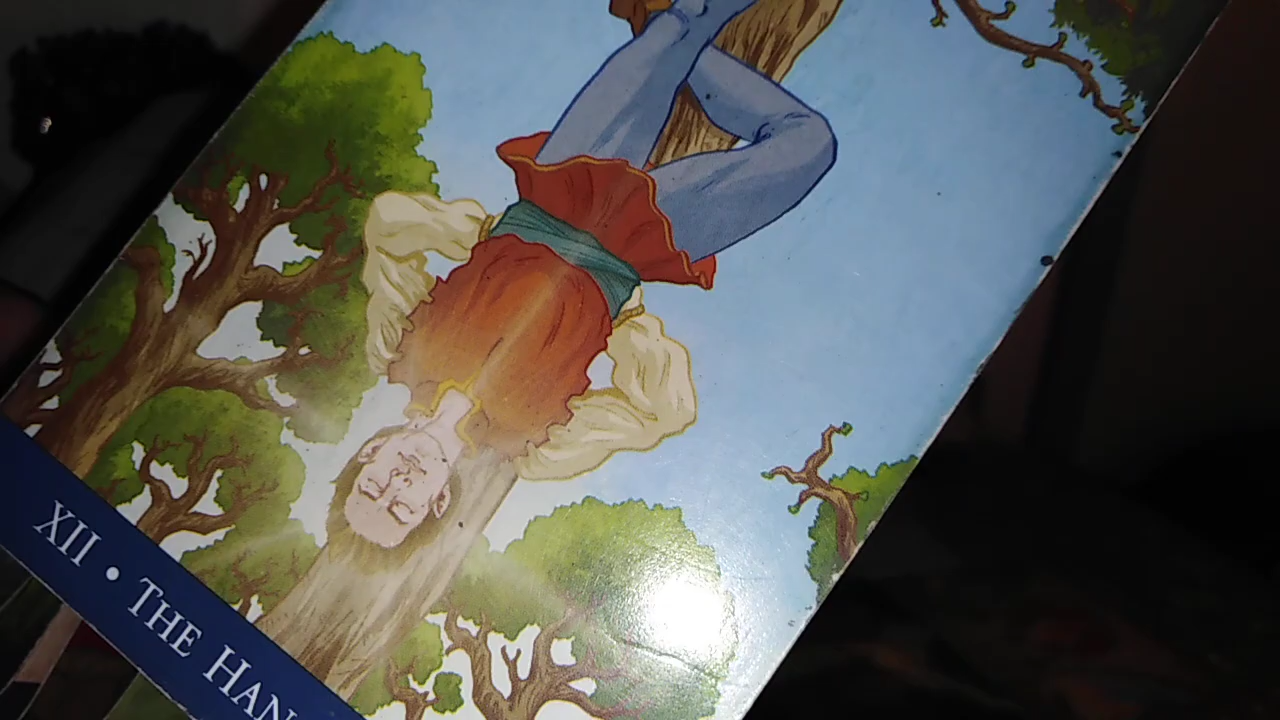 XII • THE HAN